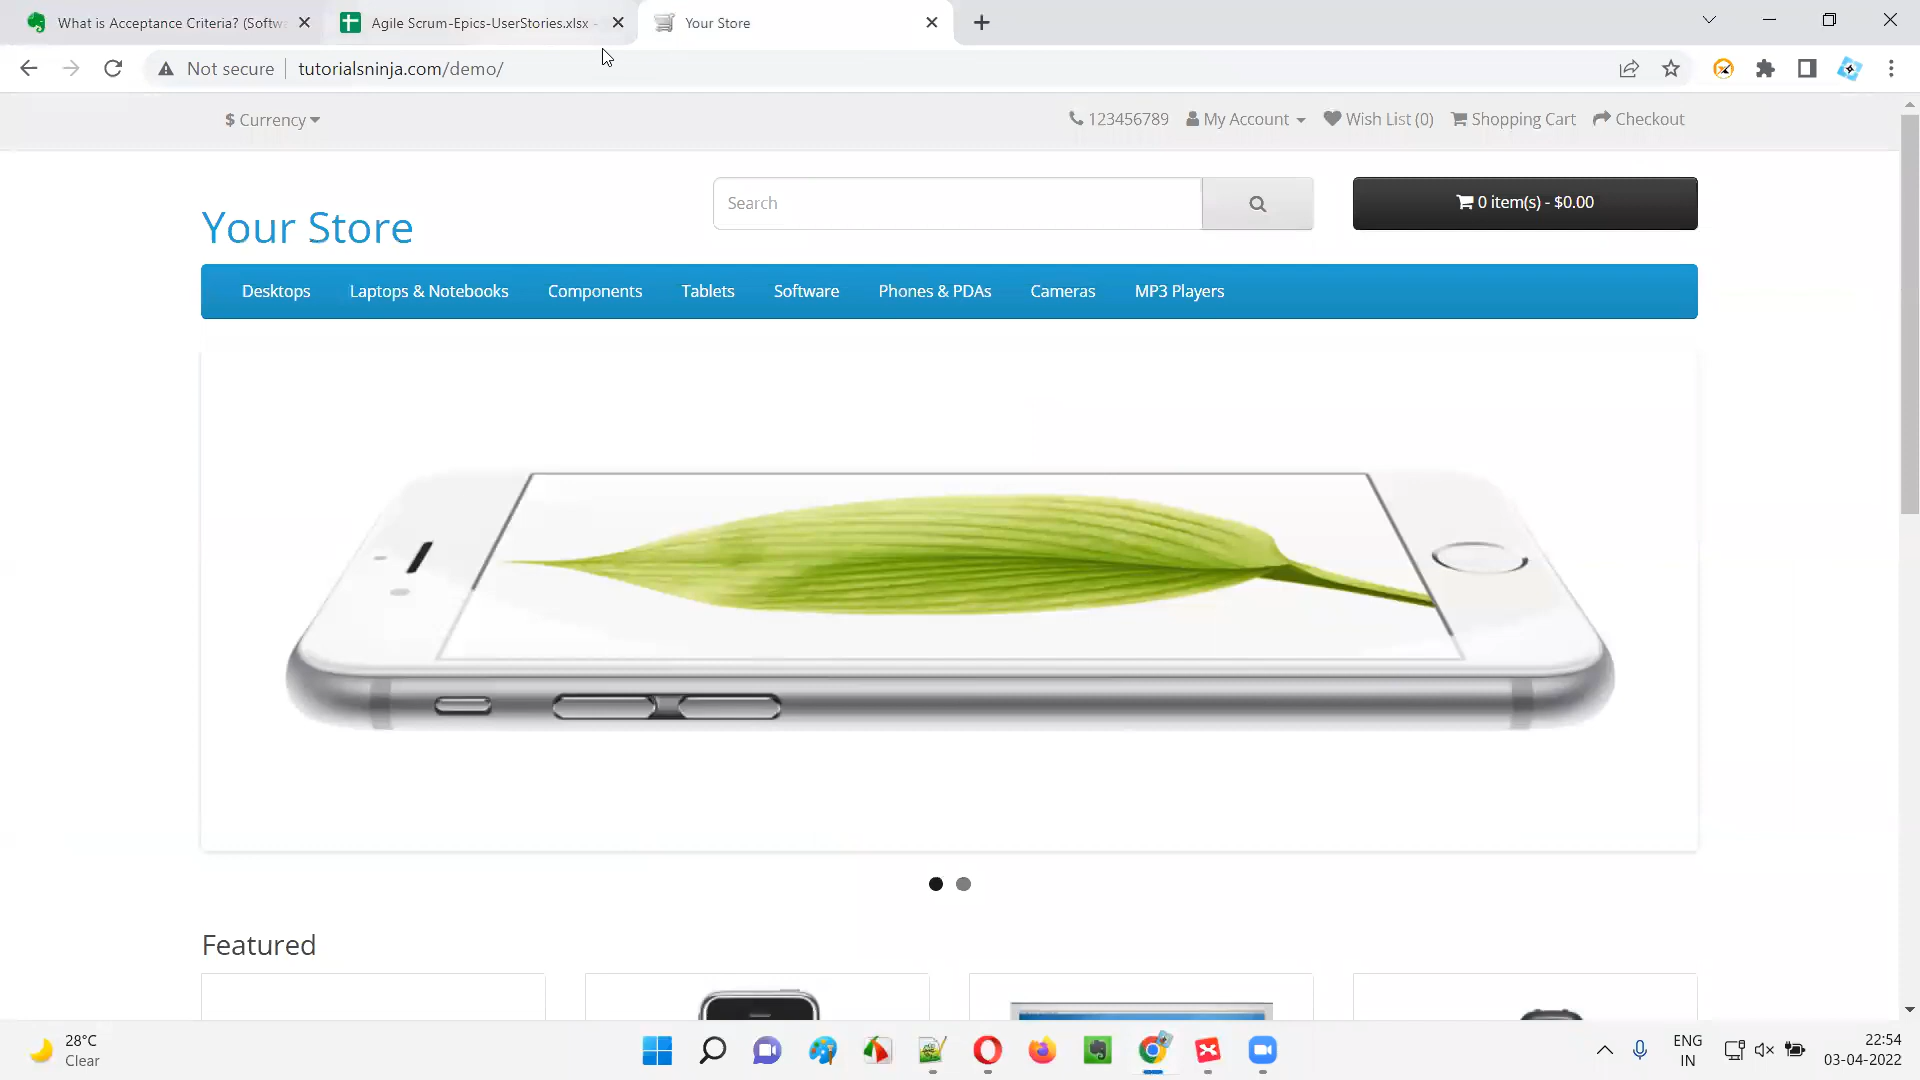 What is Acceptance Criteria? (Softw
Agile Scrum-Epics-UserStories.xlsx -
Your Store
Not secure
tutorialsninja.com/demo/
$ Currency
123456789
My Account
Wish List (0)
Shopping Cart
Checkout
Your Store
Search
0 item(s) - $0.00
Desktops
Laptops & Notebooks
Components
Tablets
Software
Phones & PDAs
Cameras
MP3 Players
Featured
28°C
Clear
ENG
IN
22:54
03-04-2022